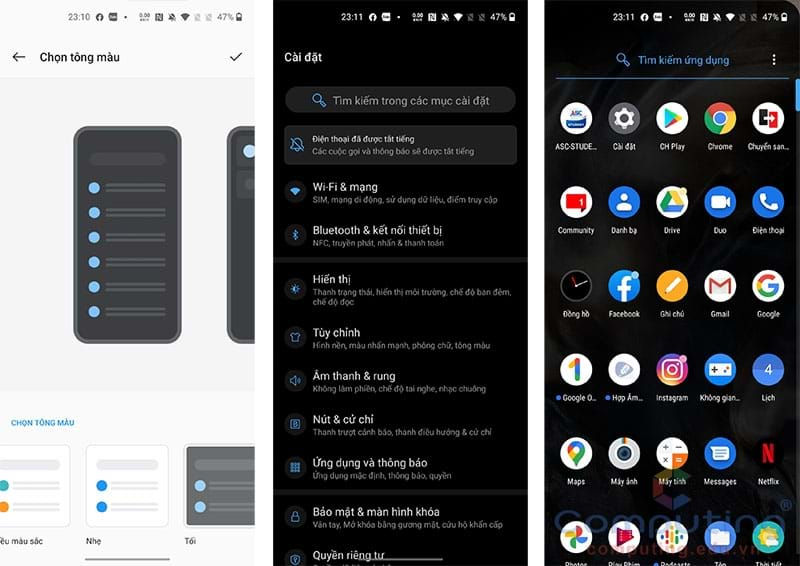 23:10
47%
Chọn tông màu
CHỌN TÔNG MÀU
ều màu sắc
Nhẹ
Tối
23:11
0.00
47%
Cài đặt
Tìm kiếm trong các mục cài đặt
Điện thoại đã được tắt tiếng
Các cuộc gọi và thông báo sẽ được tắt tiếng
Wi-Fi & mạng
SIM, mạng di động, sử dụng dữ liệu, điểm truy cập
Bluetooth & kết nối thiết bị
NFC, truyền phát, nhấn & thanh toán
Hiển thị
Thanh trạng thái, hiển thị môi trường, chế độ ban đêm,
chế độ đọc
Tùy chỉnh
Hình nền, màu nhấn mạnh, phông chữ, tông màu
Âm thanh & rung
Không làm phiền, chế độ tai nghe, nhạc chuông
Nút & cử chỉ
Thanh trượt cảnh báo, thanh điều hướng & cử chỉ
Ứng dụng và thông báo
Ứng dụng mặc định, thông báo, quyền
Bảo mật & màn hình khóa
Vân tay, Mở khóa bằng gương mặt, cứu hộ khẩn cấp
Quyền riêng tư
23:11
0.00
47%
Tìm kiếm ứng dụng
ASC-STUDE...
Cài đặt
CH Play
Chrome
Chuyển san...
Community
Danh bạ
Drive
Duo
Điện thoại
Đồng hồ
Facebook
Ghi chú
Gmail
Google
Google O...
Hợp Âm...
Instagram
Không gian...
4
Lịch
Maps
Máy ảnh
Máy tính
Messages
Netflix
Photos
Play Phim
Podcasts
Tệp
Thời tiết
Computing
computing.edu.vn